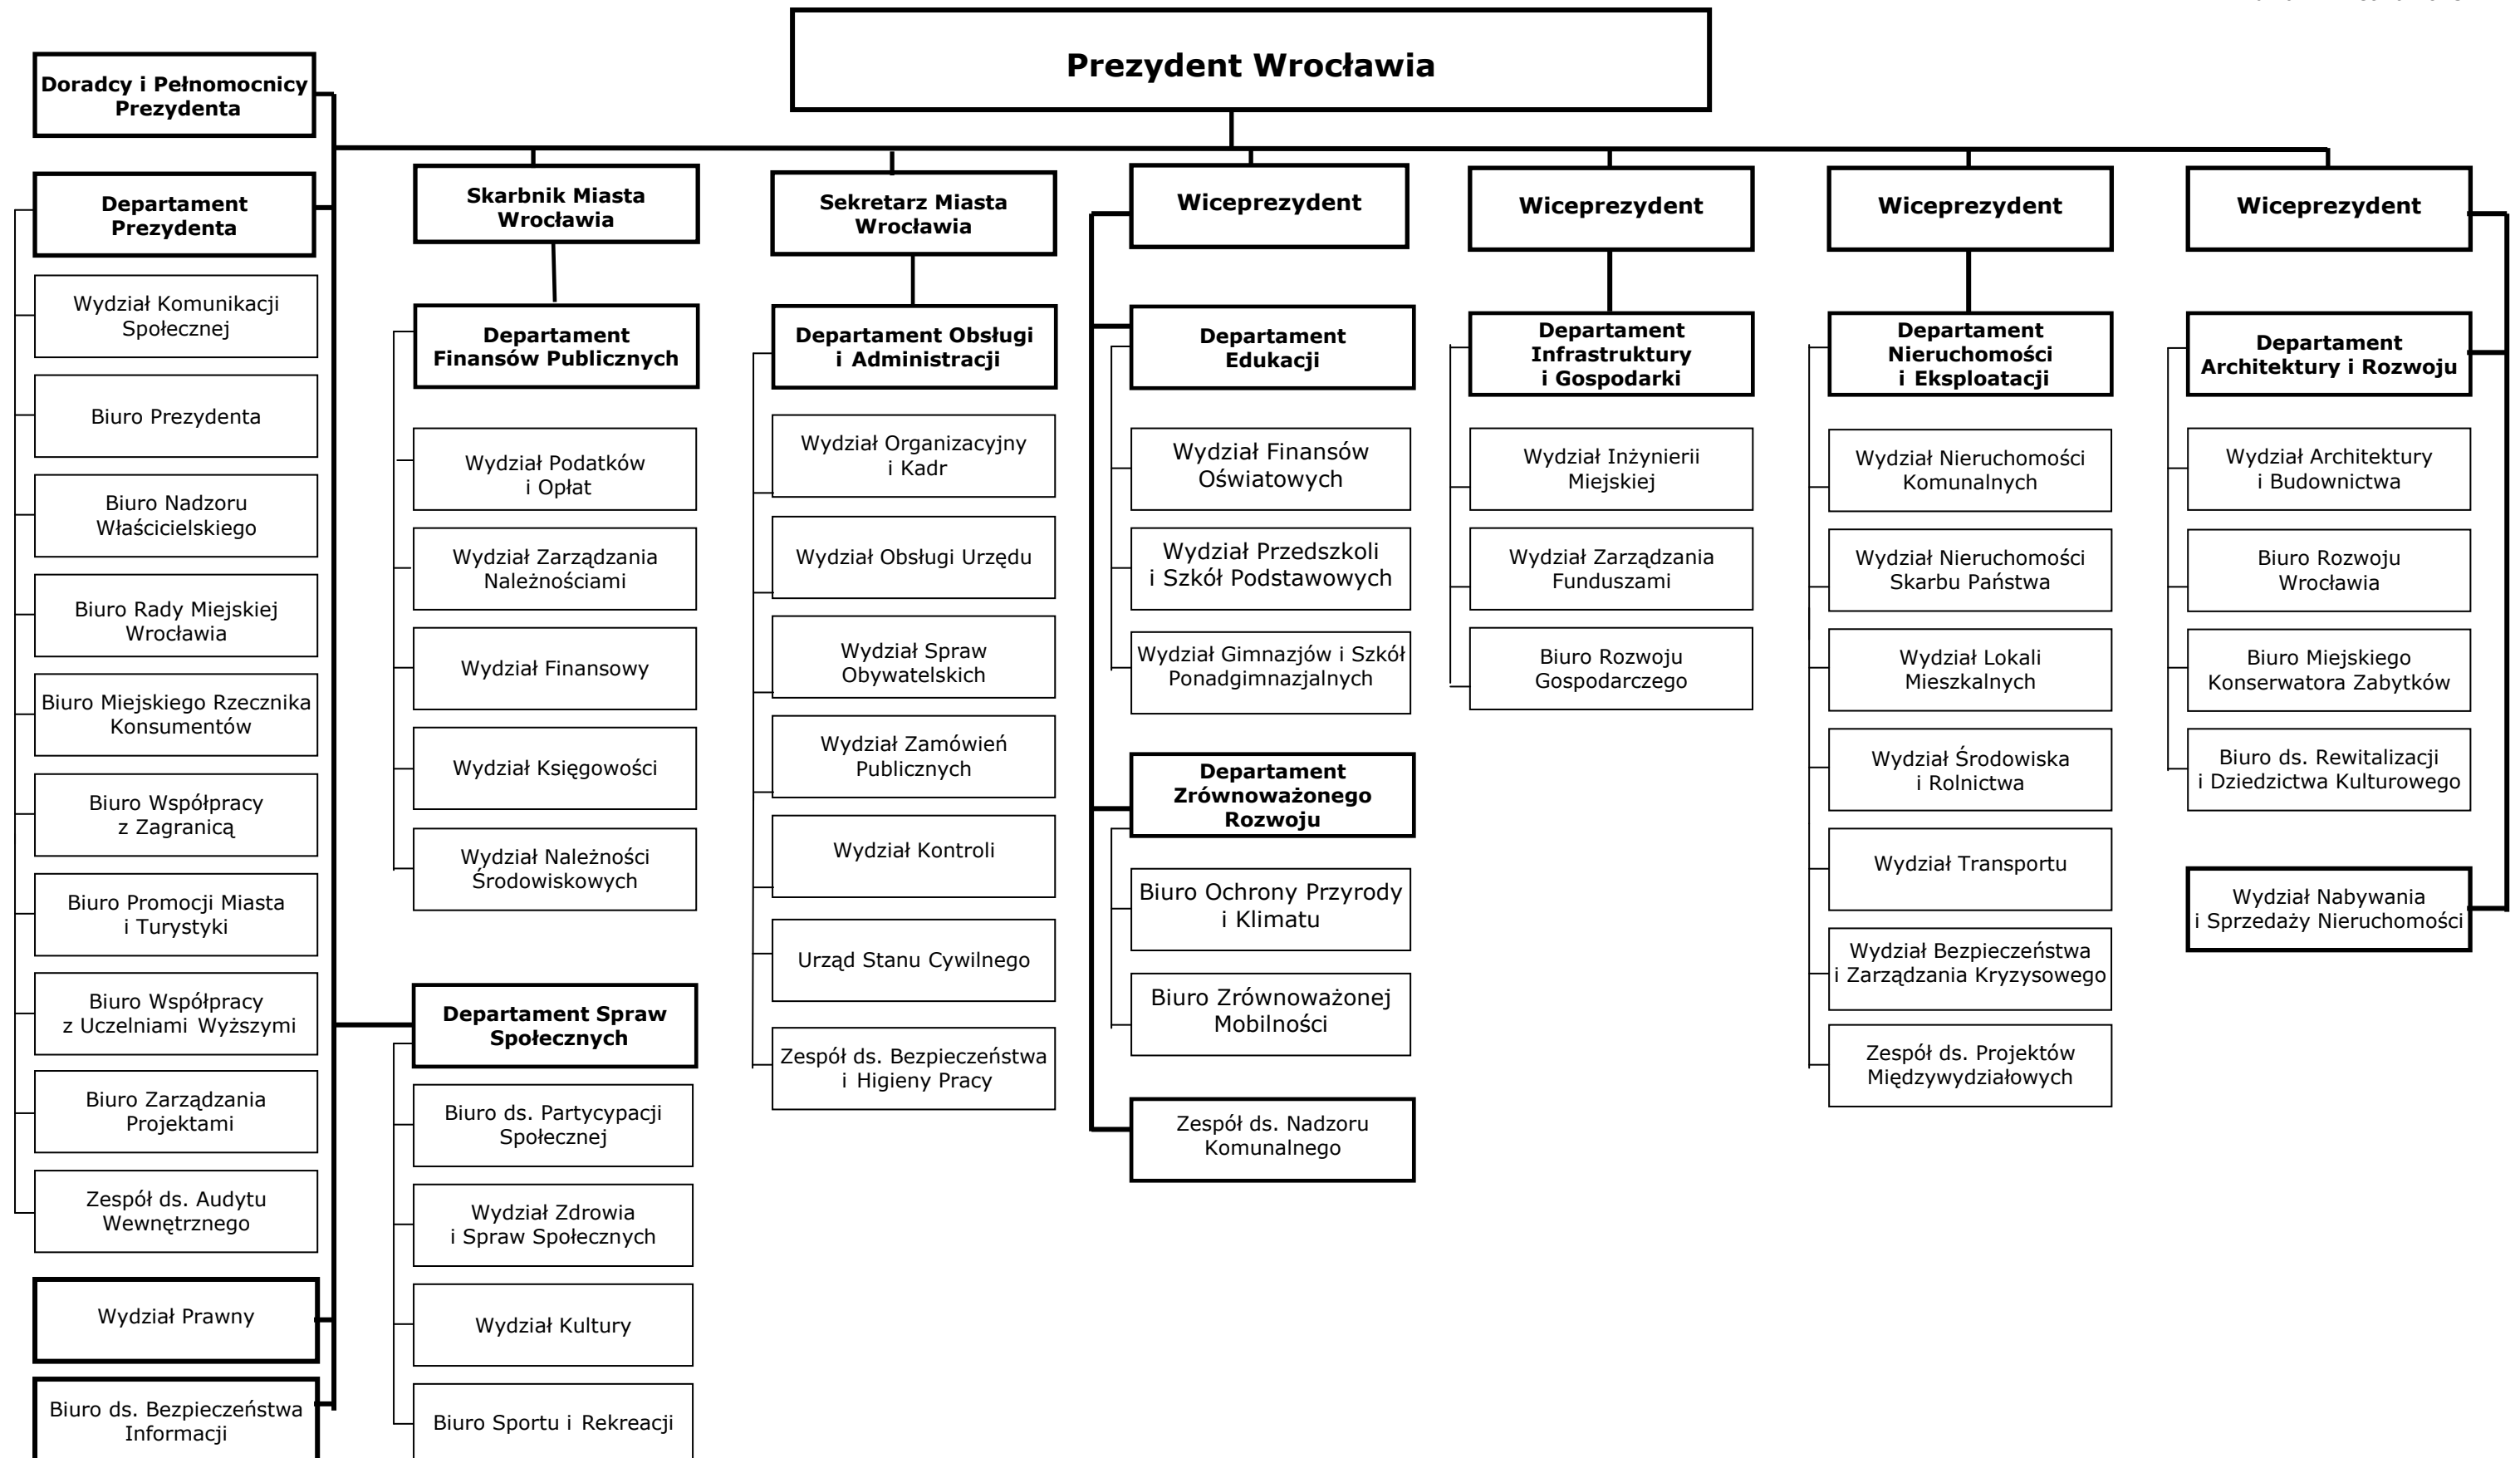 Prezydent Wrocławia
Doradcy i Pełnomocnicy
Prezydenta
Departament
Prezydenta
Wydział Komunikacji
Społecznej
Biuro Prezydenta
Biuro Nadzoru
Właścicielskiego
Biuro Rady Miejskiej
Wrocławia
Biuro Miejskiego Rzecznika
Konsumentów
Biuro Współpracy
z Zagranicą
Biuro Promocji Miasta
i Turystyki
Biuro Współpracy
z Uczelniami Wyższymi
Biuro Zarządzania
Projektami
Zespół ds. Audytu
Wewnętrznego
Wydział Prawny
Biuro ds. Bezpieczeństwa
Informacji
Skarbnik Miasta
Wrocławia
Departament
Finansów Publicznych
Wydział Podatków
i Opłat
Wydział Zarządzania
Należnościami
Wydział Finansowy
Wydział Księgowości
Wydział Należności
Środowiskowych
Departament Spraw
Społecznych
Biuro ds. Partycypacji
Społecznej
Wydział Zdrowia
i Spraw Społecznych
Wydział Kultury
Biuro Sportu i Rekreacji
Sekretarz Miasta
Wrocławia
Departament Obsługi
i Administracji
Wydział Organizacyjny
i Kadr
Wydział Obsługi Urzędu
Wydział Spraw
Obywatelskich
Wydział Zamówień
Publicznych
Wydział Kontroli
Urząd Stanu Cywilnego
Zespół ds. Bezpieczeństwa
i Higieny Pracy
Wiceprezydent
Departament
Edukacji
Wydział Finansów
Oświatowych
Wydział Przedszkoli
i Szkół Podstawowych
Wydział Gimnazjów i Szkół
Ponadgimnazjalnych
Departament
Zrównoważonego
Rozwoju
Biuro Ochrony Przyrody
i Klimatu
Biuro Zrównoważonej
Mobilności
Zespół ds. Nadzoru
Komunalnego
Wiceprezydent
Departament
Infrastruktury
i Gospodarki
Wydział Inżynierii
Miejskiej
Wydział Zarządzania
Funduszami
Biuro Rozwoju
Gospodarczego
Wiceprezydent
Departament
Nieruchomości
i Eksploatacji
Wydział Nieruchomości
Komunalnych
Wydział Nieruchomości
Skarbu Państwa
Wydział Lokali
Mieszkalnych
Wydział Środowiska
i Rolnictwa
Wydział Transportu
Wydział Bezpieczeństwa
i Zarządzania Kryzysowego
Zespół ds. Projektów
Międzywydziałowych
Wiceprezydent
Departament
Architektury i Rozwoju
Wydział Architektury
i Budownictwa
Biuro Rozwoju
Wrocławia
Biuro Miejskiego
Konserwatora Zabytków
Biuro ds. Rewitalizacji
i Dziedzictwa Kulturowego
Wydział Nabywania
i Sprzedaży Nieruchomości